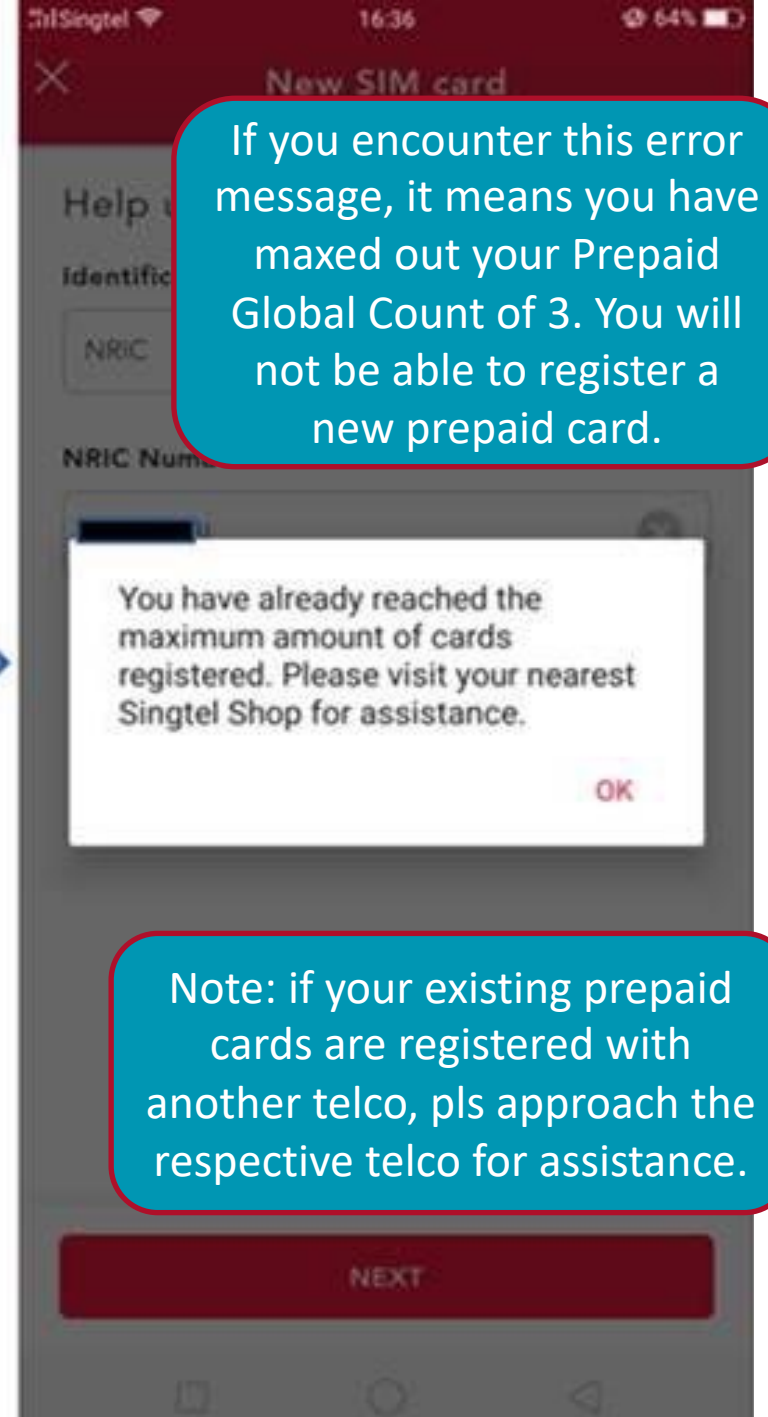 Singtel
16:36
64%
New SIM card
If you encounter this error
message, it means you have
maxed out your Prepaid
Global Count of 3. You will
not be able to register a
new prepaid card.
Help
Identific
NRIC
NRIC Num
You have already reached the
maximum amount of cards
registered. Please visit your nearest
Singtel Shop for assistance.
OK
Note: if your existing prepaid
cards are registered with
another telco, pls approach the
respective telco for assistance.
NEXT